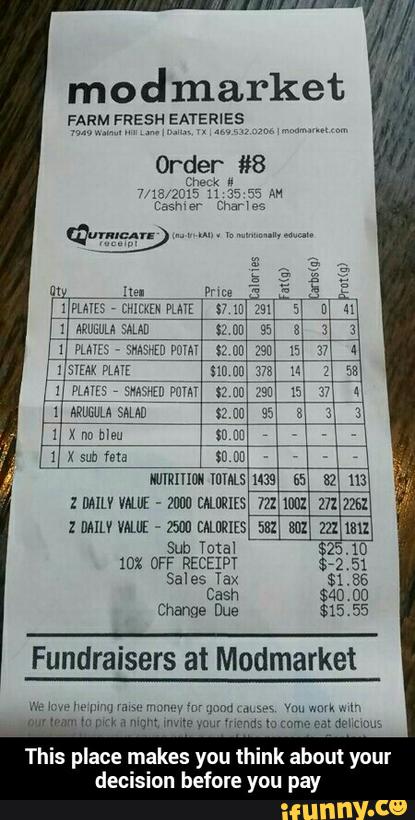 modmarket
FARM FRESH EATERIES
7949 Walnut Hill Lane | Dallas, TX | 469.532.0206 | modmarket.com
Order #8
Check #
7/18/2015 11:35:55 AM
Cashier Charles
NUTRICATE (nu-tri-kAt) v. To nutritionally educate.
receipt
Qty Item Price Calories Fat(g) Carbs(g) Prot(g)
1 PLATES - CHICKEN PLATE $7.10 291 5 0 41
1 ARUGULA SALAD $2.00 95 8 3 3
1 PLATES - SMASHED POTAT $2.00 290 15 37 4
1 STEAK PLATE $10.00 378 14 2 58
1 PLATES - SMASHED POTAT $2.00 290 15 37 4
1 ARUGULA SALAD $2.00 95 8 3 3
1 X no bleu $0.00 - - - -
1 X sub feta $0.00 - - - -
NUTRITION TOTALS 1439 65 82 113
% DAILY VALUE - 2000 CALORIES 72% 100% 27% 226%
% DAILY VALUE - 2500 CALORIES 58% 80% 22% 181%
Sub Total $25.10
10% OFF RECEIPT $-2.51
Sales Tax $1.86
Cash $40.00
Change Due $15.55
Fundraisers at Modmarket
We love helping raise money for good causes. You work with
our team to pick a night, invite your friends to come eat delicious
This place makes you think about your
decision before you pay
ifunny.co